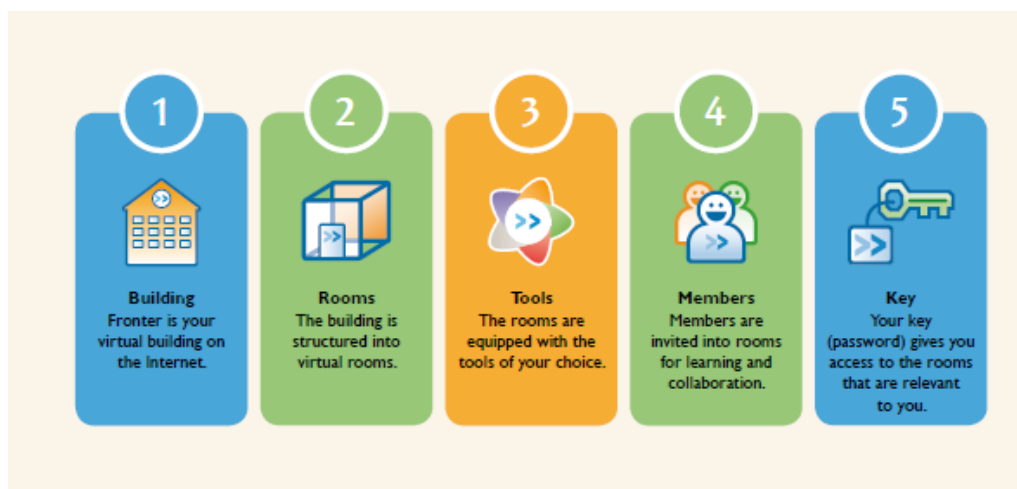 1
Building
Fronter is your
virtual building on
the Internet.
2
Rooms
The building is
structured into
virtual rooms.
3
Tools
The rooms are
equipped with the
tools of your choice.
4
Members
Members are
invited into rooms
for learning and
collaboration.
5
Key
Your key
(password) gives you
access to the rooms
that are relevant
to you.